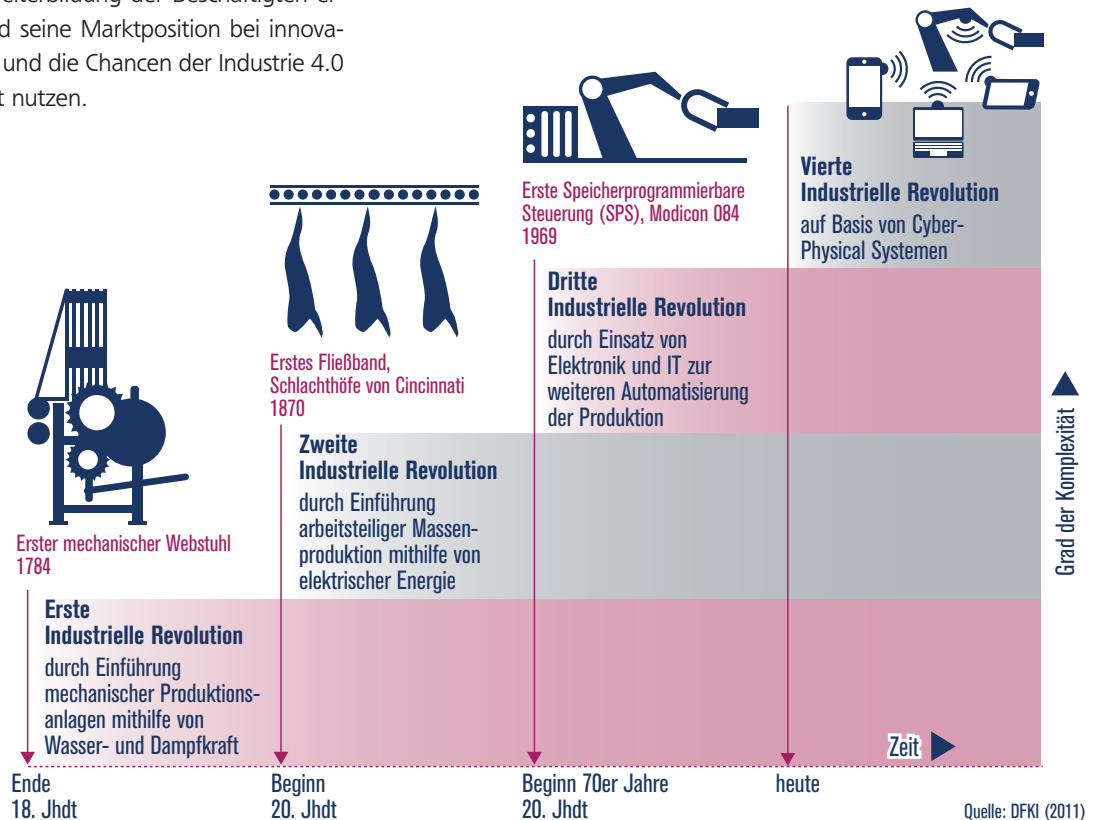 eiterbildung der Beschäftigten er-
d seine Marktposition bei innova-
und die Chancen der Industrie 4.0
t nutzen.
Erster mechanischer Webstuhl
1784
Erste
Industrielle Revolution
durch Einführung
mechanischer Produktions-
anlagen mithilfe von
Wasser- und Dampfkraft
Erstes Fließband,
Schlachthöfe von Cincinnati
1870
Zweite
Industrielle Revolution
durch Einführung
arbeitsteiliger Massen-
produktion mithilfe von
elektrischer Energie
Erste Speicherprogrammierbare
Steuerung (SPS), Modicon 084
1969
Dritte
Industrielle Revolution
durch Einsatz von
Elektronik und IT zur
weiteren Automatisierung
der Produktion
Vierte
Industrielle Revolution
auf Basis von Cyber-
Physical Systemen
Grad der Komplexität
Zeit
Ende
18. Jhdt
Beginn
20. Jhdt
Beginn 70er Jahre
20. Jhdt
heute
Quelle: DFKI (2011)